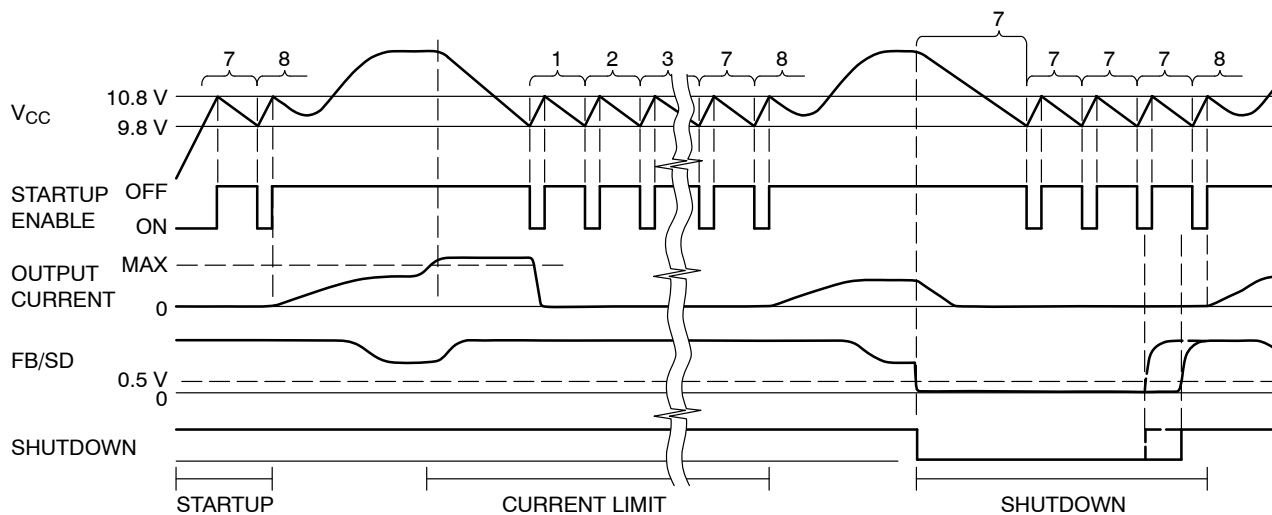 7
7 8 1 2 3 7 8 7 7 7 8
10.8 V
V_CC
9.8 V
OFF
STARTUP
ENABLE
ON
MAX
OUTPUT
CURRENT
0
FB/SD
0.5 V
0
SHUTDOWN
STARTUP CURRENT LIMIT SHUTDOWN